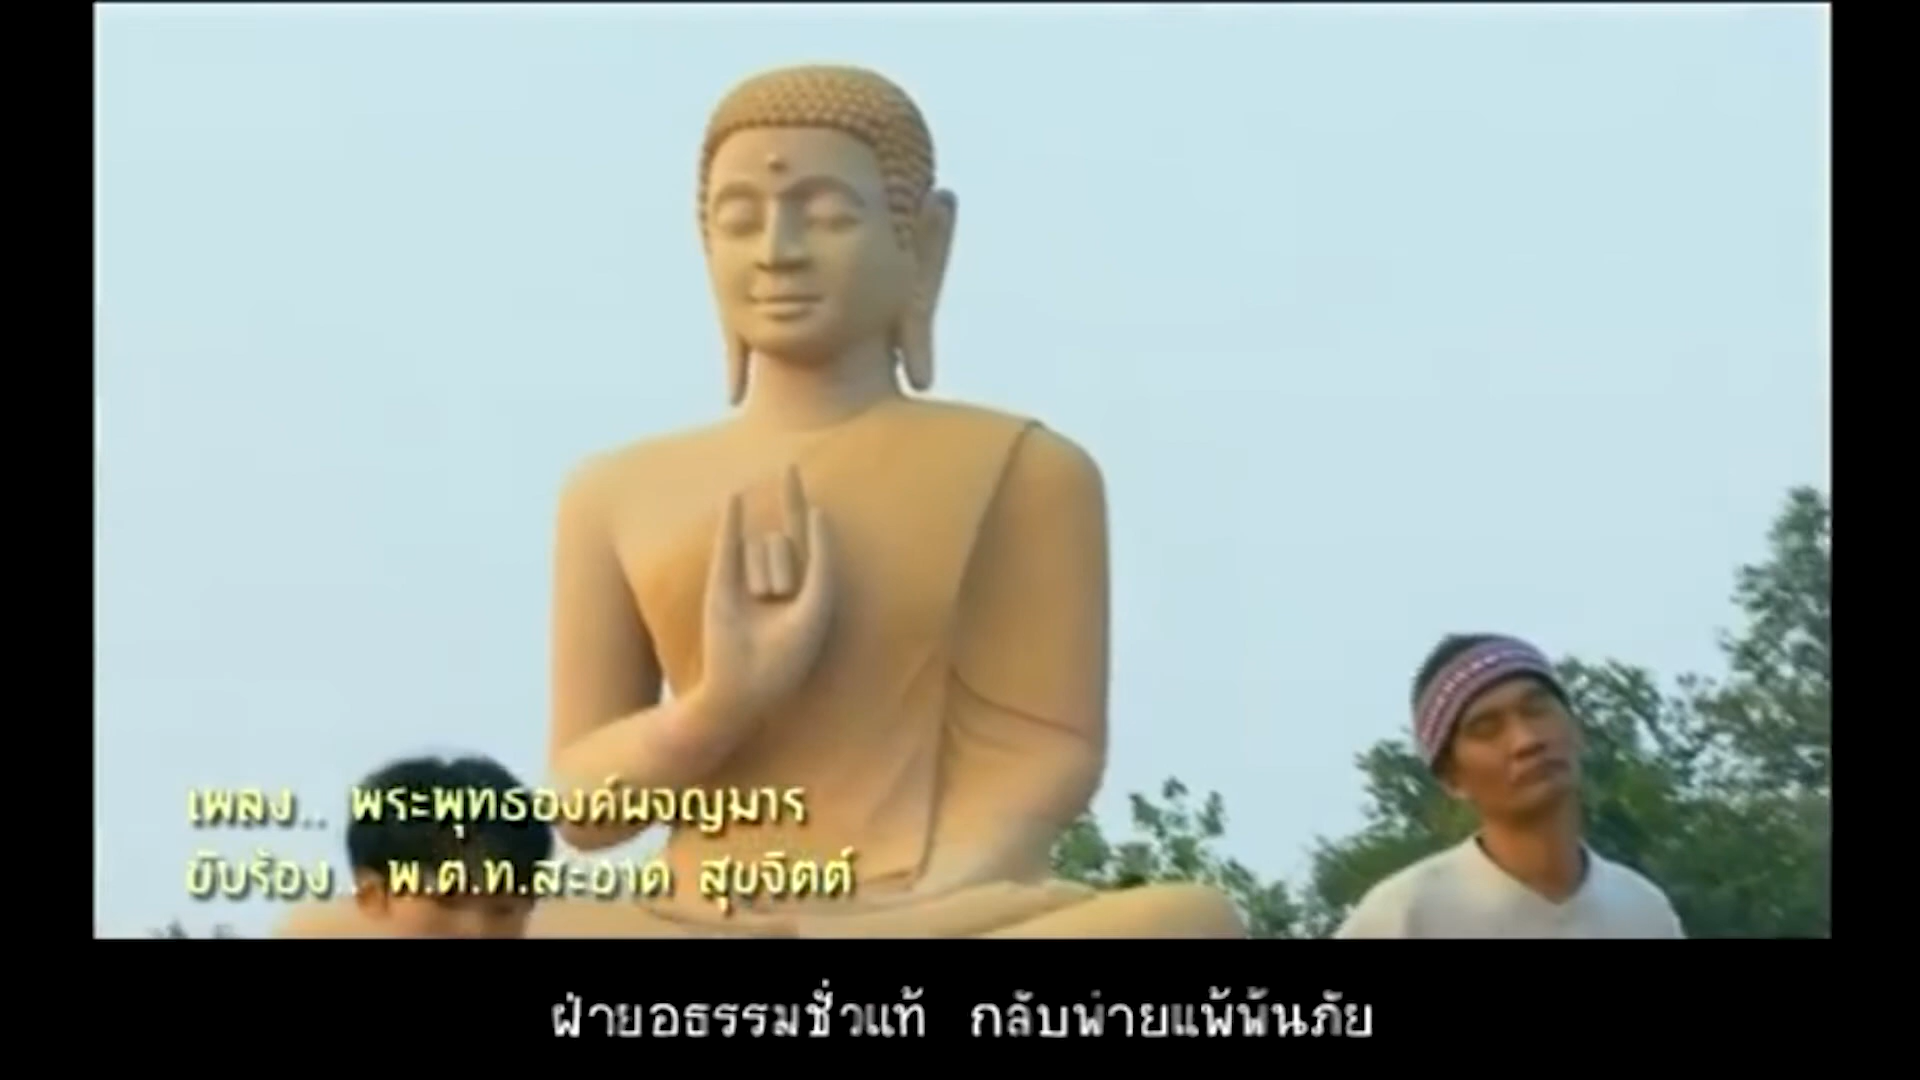 เพลง.. พระพุทธองค์ผจญมาร
ขับร้อง.. พ.ต.ท.สะอาด สุขจิตต์
ฝ่ายอธรรมชั่วแท้ กลับพ่ายแพ้พ้นภัย